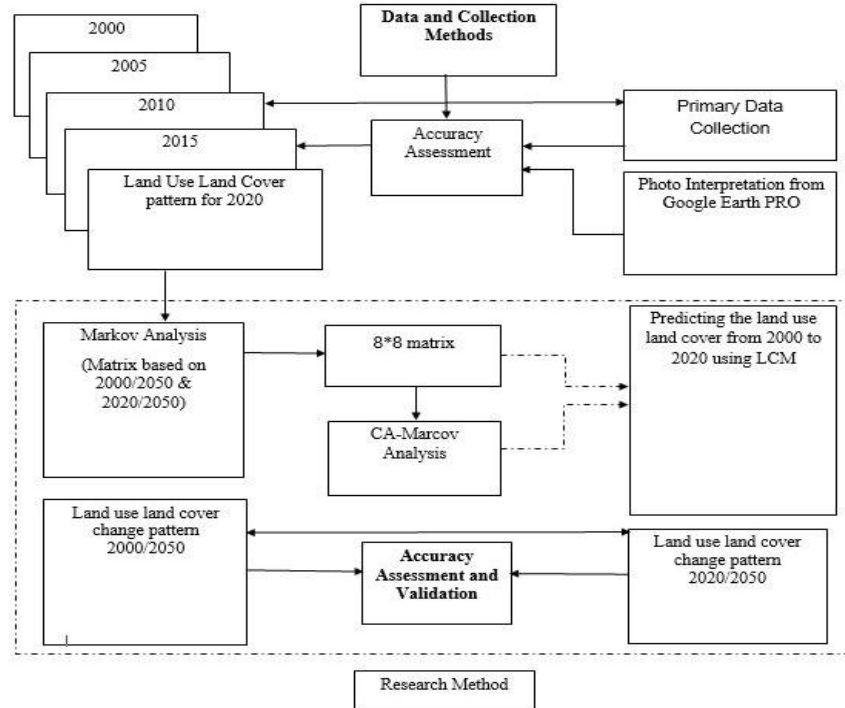 2000
2005
2010
2015
Land Use Land Cover
pattern for 2020
Data and Collection
Methods
Accuracy
Assessment
Primary Data
Collection
Photo Interpretation from
Google Earth PRO
Markov Analysis
(Matrix based on
2000/2050 &
2020/2050)
8*8 matrix
CA-Marcov
Analysis
Predicting the land use
land cover from 2000 to
2020 using LCM
Land use land cover
change pattern
2000/2050
Accuracy
Assessment and
Validation
Land use land cover
change pattern
2020/2050
Research Method